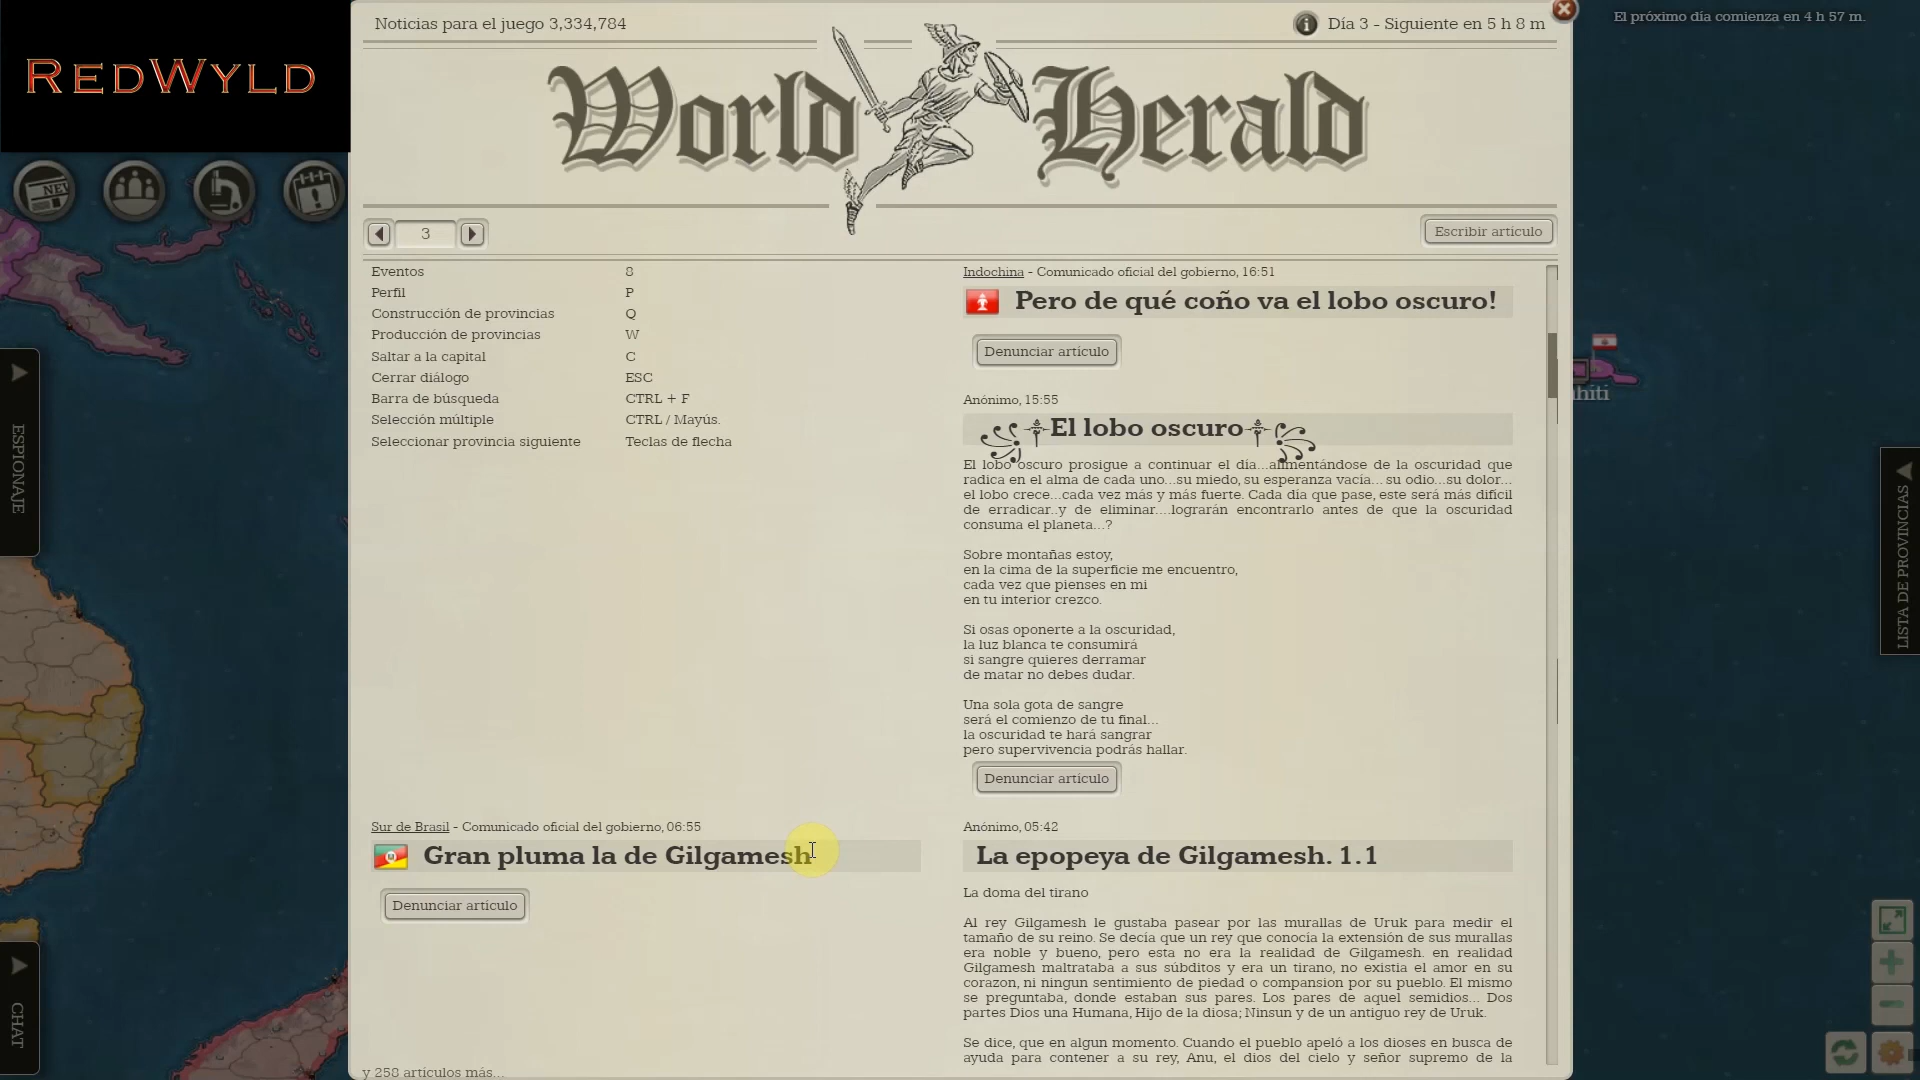 Noticias para el juego 3,334,784
Día 3 - Siguiente en 5 h 8 m
El próximo día comienza en 4 h 57 m.
REDWYLD
World Herald
NEW
3
Escribir artículo
Eventos 8
Perfil P
Construcción de provincias Q
Producción de provincias W
Saltar a la capital C
Cerrar diálogo ESC
Barra de búsqueda CTRL + F
Selección múltiple CTRL / Mayús.
Seleccionar provincia siguiente Teclas de flecha
Indochina - Comunicado oficial del gobierno, 16:51
Pero de qué coño va el lobo oscuro!
Denunciar artículo
Anónimo, 15:55
El lobo oscuro
El lobo oscuro prosigue a continuar el día...alimentándose de la oscuridad que
radica en el alma de cada uno...su miedo, su esperanza vacía... su odio...su dolor...
el lobo crece...cada vez más y más fuerte. Cada día que pase, este será más difícil
de erradicar..y de eliminar....lograrán encontrarlo antes de que la oscuridad
consuma el planeta...?
Sobre montañas estoy,
en la cima de la superficie me encuentro,
cada vez que pienses en mi
en tu interior crezco.
Si osas oponerte a la oscuridad,
la luz blanca te consumirá
si sangre quieres derramar
de matar no debes dudar.
Una sola gota de sangre
será el comienzo de tu final...
la oscuridad te hará sangrar
pero supervivencia podrás hallar.
Denunciar artículo
Sur de Brasil - Comunicado oficial del gobierno, 06:55
Gran pluma la de Gilgamesh
Denunciar artículo
Anónimo, 05:42
La epopeya de Gilgamesh. 1.1
La doma del tirano
Al rey Gilgamesh le gustaba pasear por las murallas de Uruk para medir el
tamaño de su reino. Se decía que un rey que conocía la extensión de sus murallas
era noble y bueno, pero esta no era la realidad de Gilgamesh. en realidad
Gilgamesh maltrataba a sus súbditos y era un tirano, no existia el amor en su
corazon, ni ningun sentimiento de piedad o compansion por su pueblo. El mismo
se preguntaba, donde estaban sus pares. Los pares de aquel semidios... Dos
partes Dios una Humana, Hijo de la diosa; Ninsun y de un antiguo rey de Uruk.
Se dice, que en algun momento. Cuando el pueblo apeló a los dioses en busca de
ayuda para contener a su rey, Anu, el dios del cielo y señor supremo de la
y 258 artículos más...
ESPIONAJE
CHAT
LISTA DE PROVINCIAS